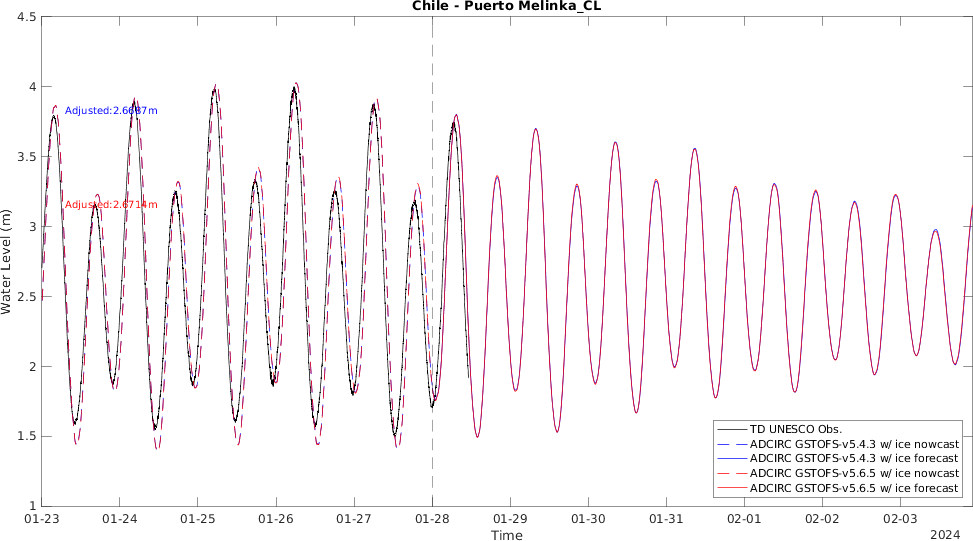 Chile - Puerto Melinka_CL
4.5
4
3.5
3
2.5
2
1.5
1
Water Level (m)
Adjusted:2.6687m
Adjusted:2.6714m
TD UNESCO Obs.
ADCIRC GSTOFS-v5.4.3 w/ ice nowcast
ADCIRC GSTOFS-v5.4.3 w/ ice forecast
ADCIRC GSTOFS-v5.6.5 w/ ice nowcast
ADCIRC GSTOFS-v5.6.5 w/ ice forecast
01-23 01-24 01-25 01-26 01-27 01-28 01-29 01-30 01-31 02-01 02-02 02-03
Time
2024